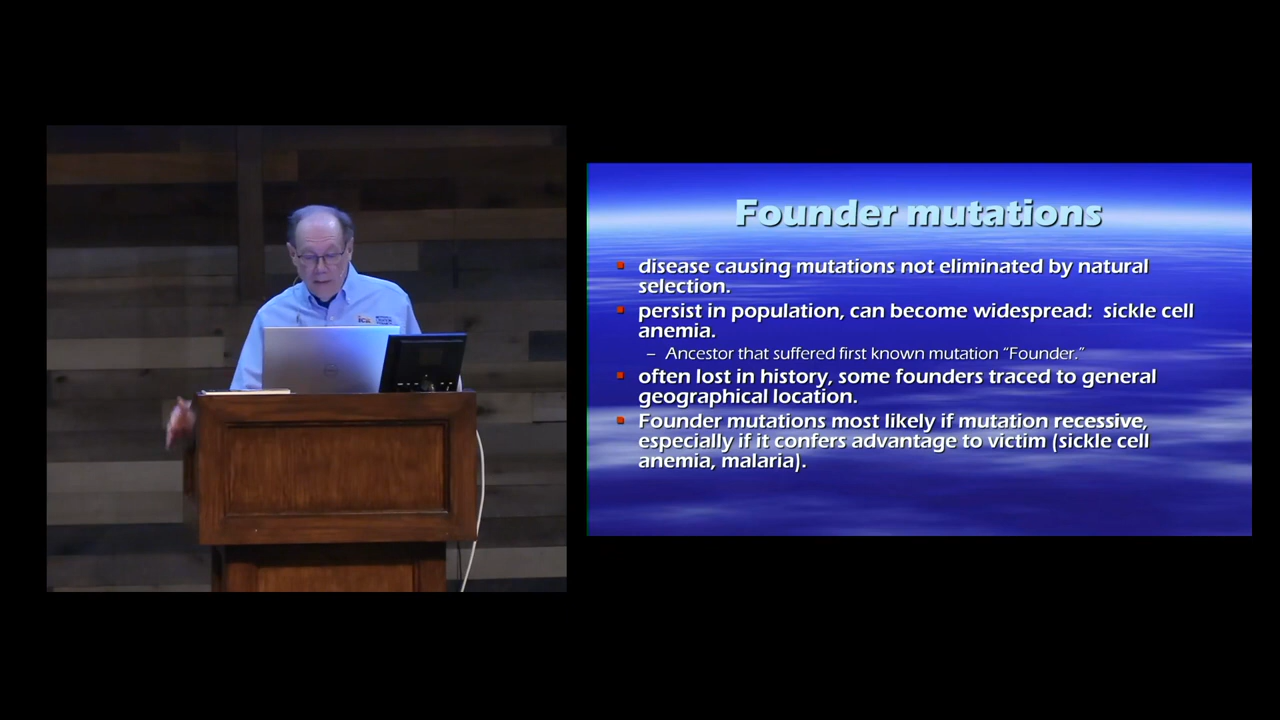 Founder mutations
disease causing mutations not eliminated by natural
selection.
persist in population, can become widespread: sickle cell
anemia.
– Ancestor that suffered first known mutation “Founder.”
often lost in history, some founders traced to general
geographical location.
Founder mutations most likely if mutation recessive,
especially if it confers advantage to victim (sickle cell
anemia, malaria).